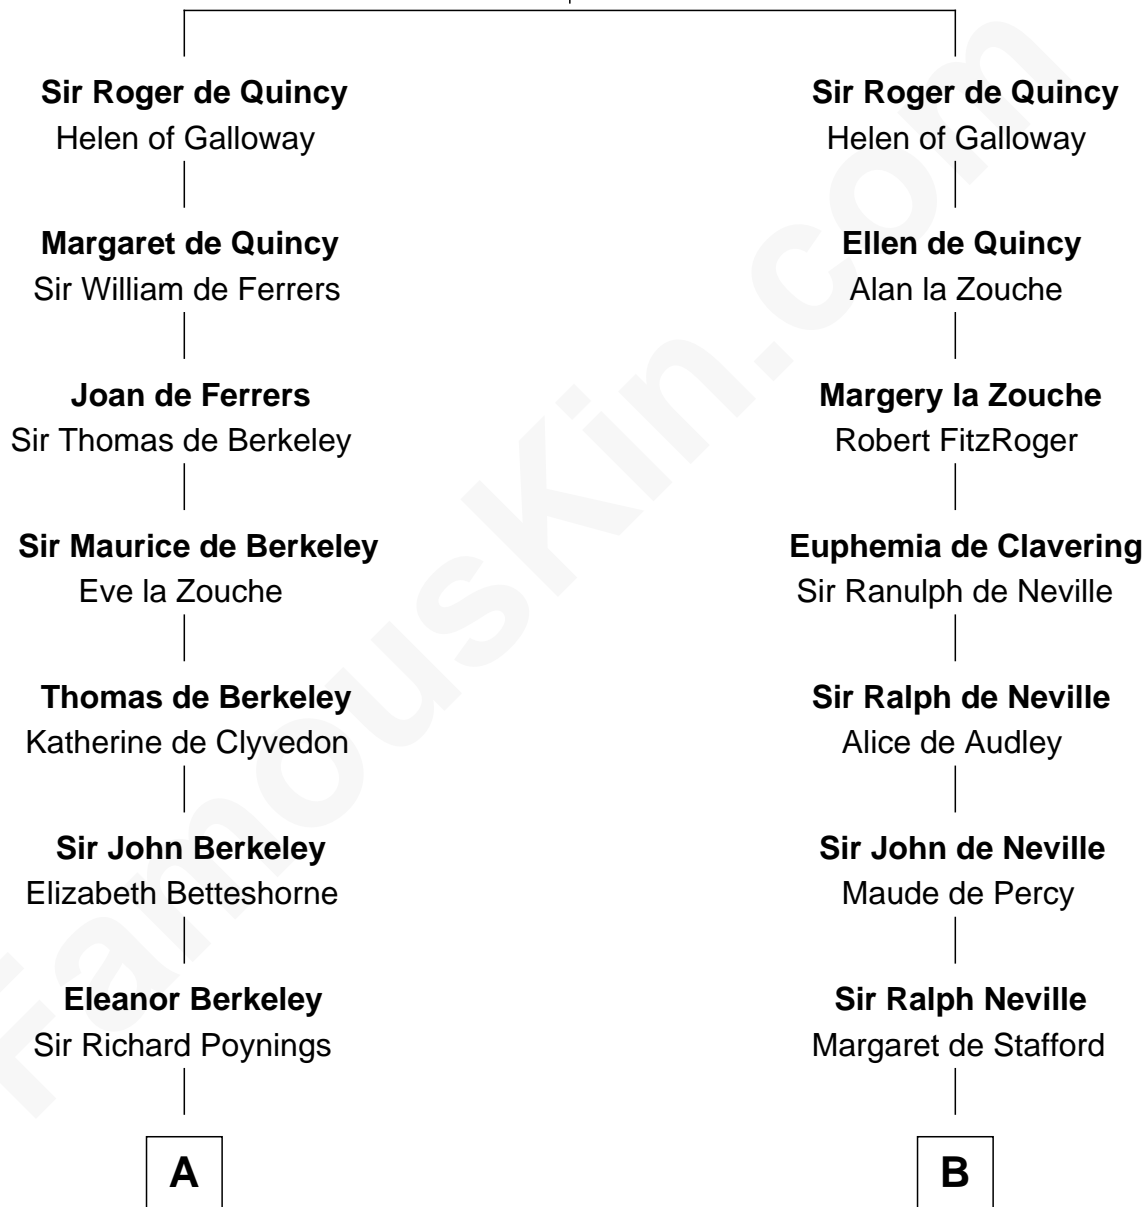 Sir Roger de Quincy
Helen of Galloway
Margaret de Quincy
Sir William de Ferrers
Joan de Ferrers
Sir Thomas de Berkeley
Sir Maurice de Berkeley
Eve la Zouche
Thomas de Berkeley
Katherine de Clyvedon
Sir John Berkeley
Elizabeth Betteshorne
Eleanor Berkeley
Sir Richard Poynings
A
Sir Roger de Quincy
Helen of Galloway
Ellen de Quincy
Alan la Zouche
Margery la Zouche
Robert FitzRoger
Euphemia de Clavering
Sir Ranulph de Neville
Sir Ralph de Neville
Alice de Audley
Sir John de Neville
Maude de Percy
Sir Ralph Neville
Margaret de Stafford
B
FamousKin.com